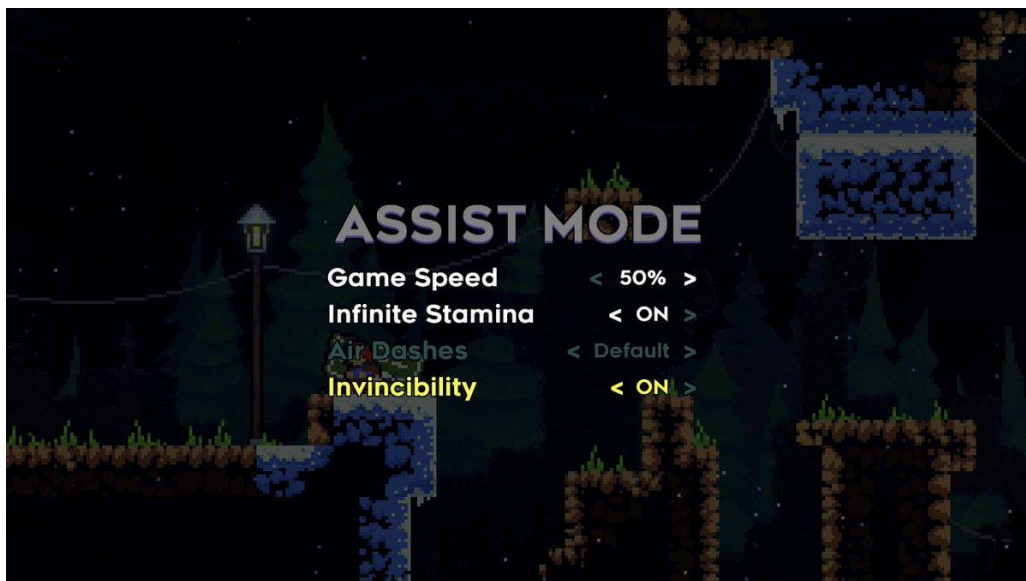 ASSIST MODE
Game Speed < 50% >
Infinite Stamina < ON >
Air Dashes < Default >
Invincibility < ON >